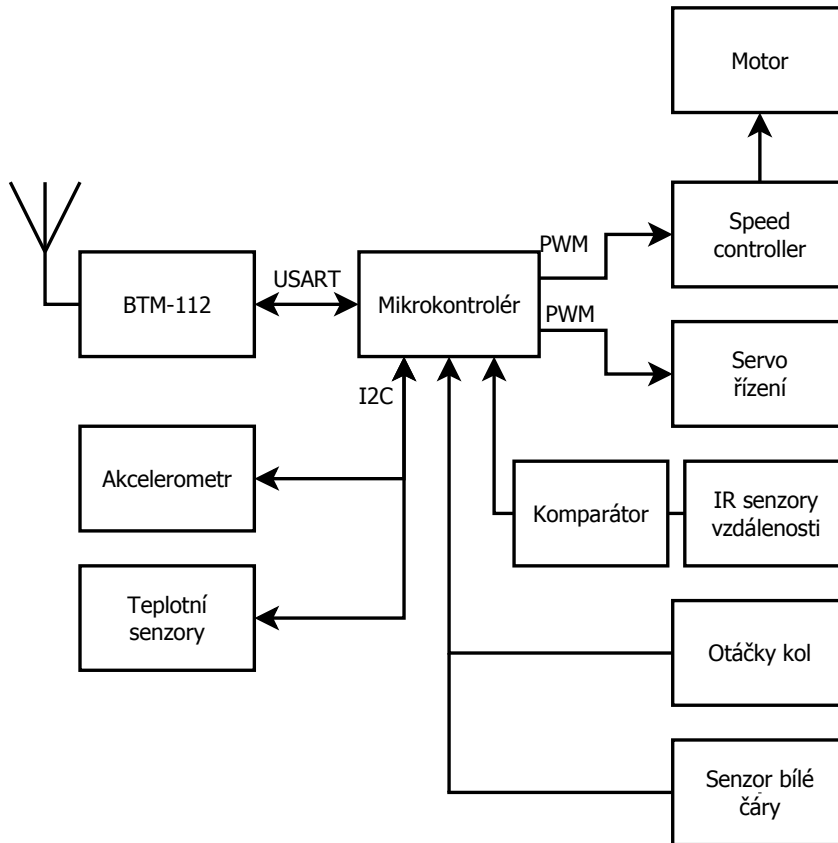 Motor
Speed
controller
PWM
USART
BTM-112
Mikrokontrolér
PWM
Servo
řízení
I2C
Akcelerometr
Komparátor
IR senzory
vzdálenosti
Teplotní
senzory
Otáčky kol
Senzor bílé
čáry